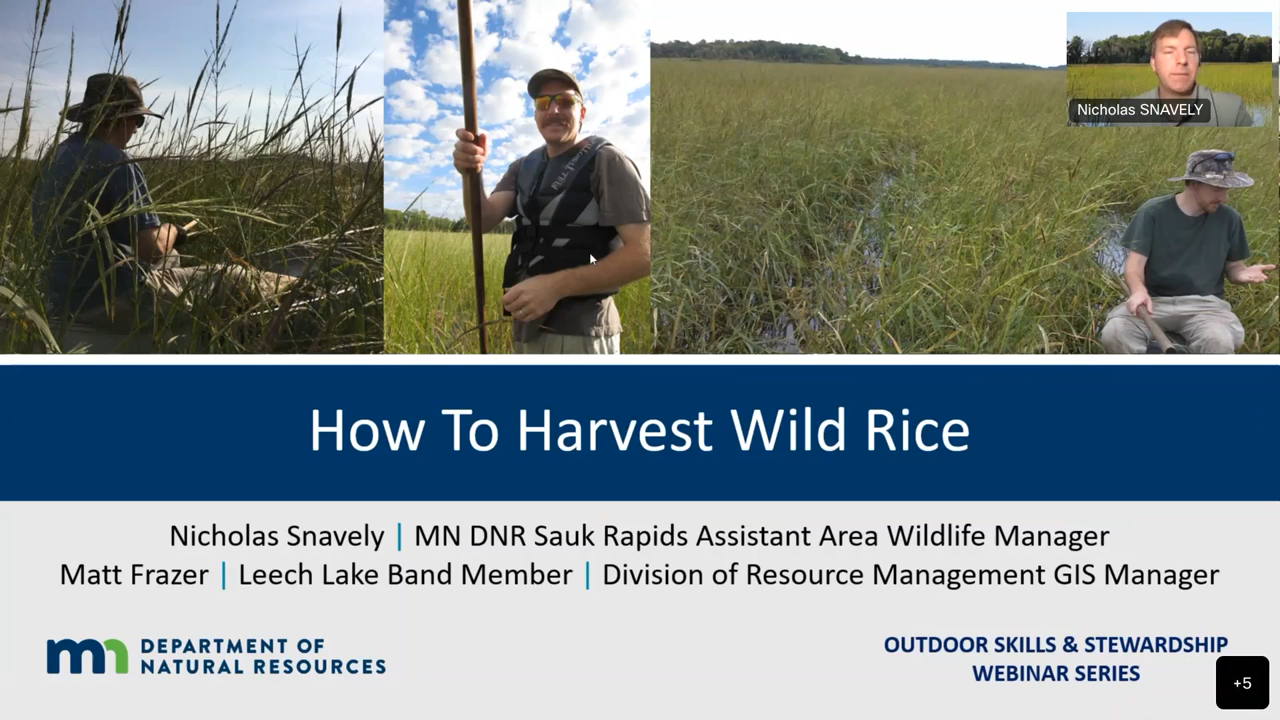 Nicholas SNAVELY
How To Harvest Wild Rice
Nicholas Snavely | MN DNR Sauk Rapids Assistant Area Wildlife Manager
Matt Frazer | Leech Lake Band Member | Division of Resource Management GIS Manager
mn DEPARTMENT OF
NATURAL RESOURCES
OUTDOOR SKILLS & STEWARDSHIP
WEBINAR SERIES
+5